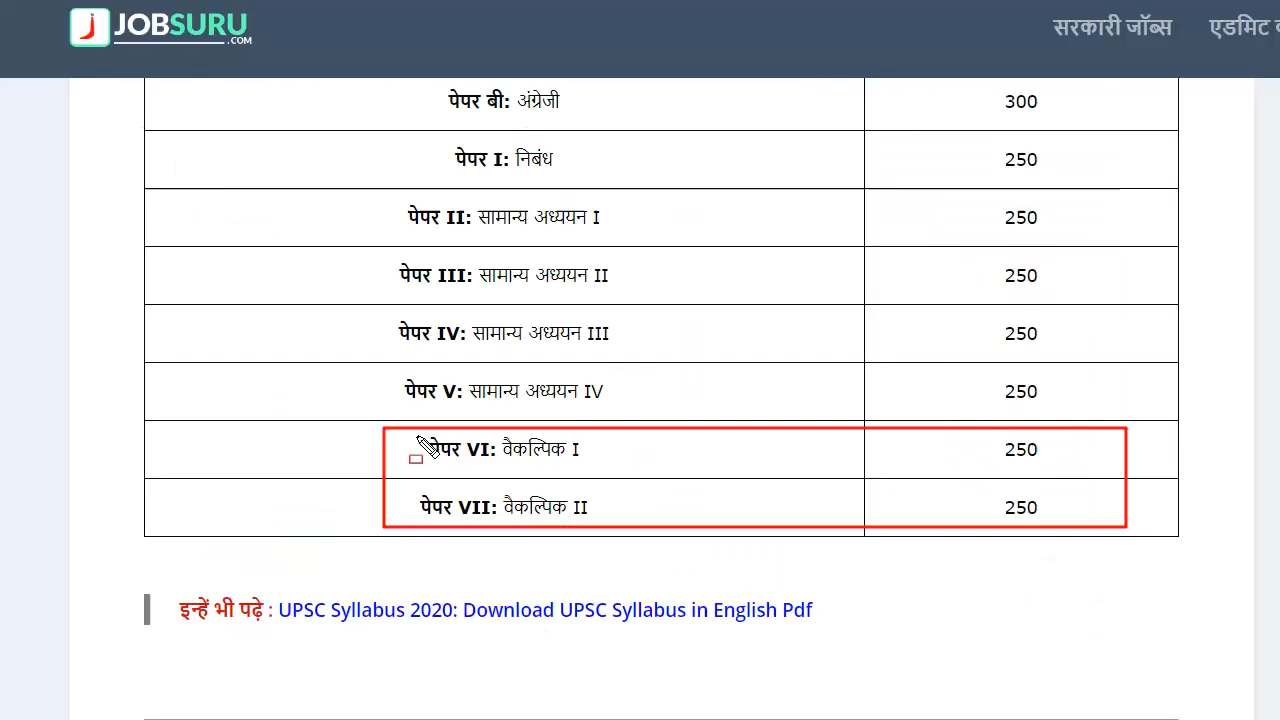 JOBSURU
.COM
सरकारी जॉब्स एडमिट
पेपर बी: अंग्रेजी 300
पेपर I: निबंध 250
पेपर II: सामान्य अध्ययन I 250
पेपर III: सामान्य अध्ययन II 250
पेपर IV: सामान्य अध्ययन III 250
पेपर V: सामान्य अध्ययन IV 250
पेपर VI: वैकल्पिक I 250
पेपर VII: वैकल्पिक II 250
इन्हें भी पढ़े : UPSC Syllabus 2020: Download UPSC Syllabus in English Pdf